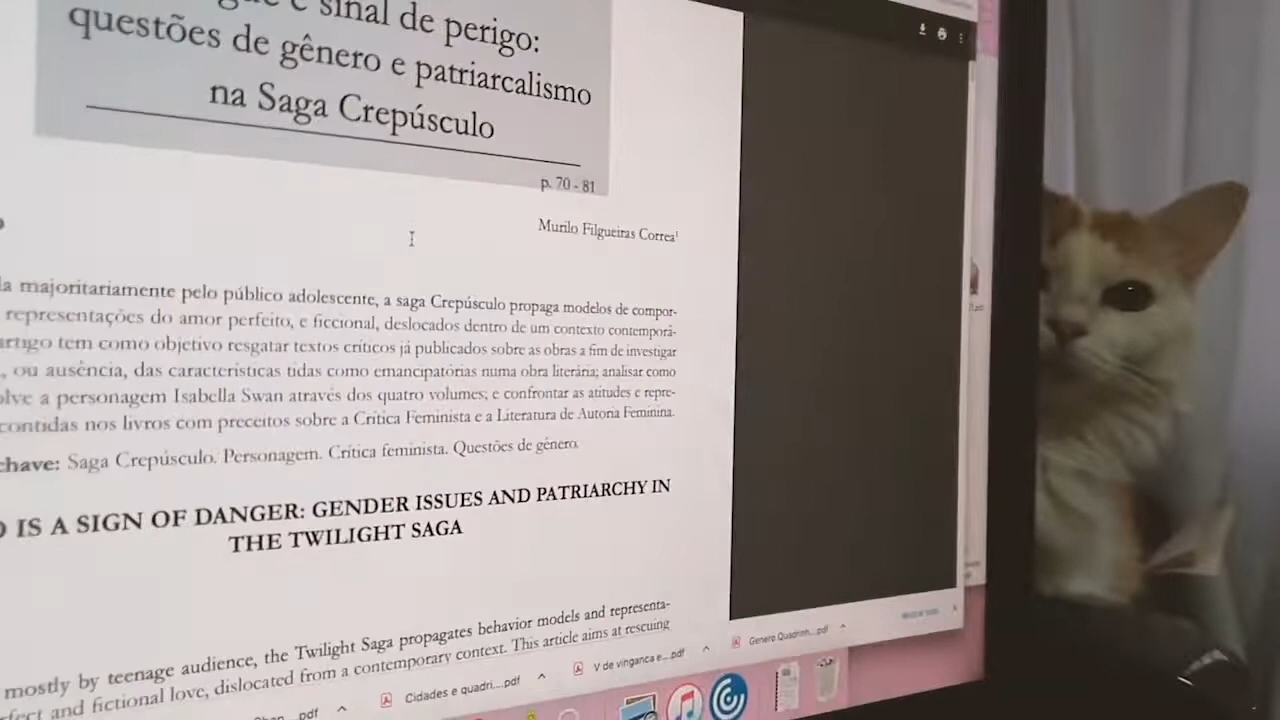 e sinal de perigo:
questões de gênero e patriarcalismo
na Saga Crepúsculo
p. 70 - 81
Murilo Filgueiras Correa¹
majoritariamente pelo público adolescente, a saga Crepúsculo propaga modelos de compor-
representações do amor perfeito, e ficcional, deslocados dentro de um contexto contemporâ-
artigo tem como objetivo resgatar textos críticos já publicados sobre as obras a fim de investigar
, ou ausência, das características tidas como emancipatórias numa obra literária; analisar como
olve a personagem Isabella Swan através dos quatro volumes; e confrontar as atitudes e repre-
contidas nos livros com preceitos sobre a Crítica Feminista e a Literatura de Autoria Feminina.
chave: Saga Crepúsculo. Personagem. Crítica feminista. Questões de gênero.
D IS A SIGN OF DANGER: GENDER ISSUES AND PATRIARCHY IN
THE TWILIGHT SAGA
mostly by teenage audience, the Twilight Saga propagates behavior models and representa-
fect and fictional love, dislocated from a contemporary context. This article aims at rescuing
pdf
Cidades e quadri....pdf
V de vinganca e....pdf
Genero Quadrinh....pdf